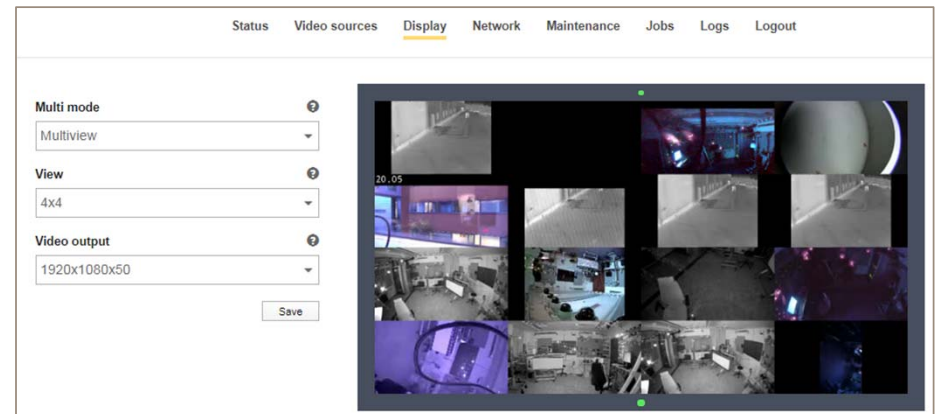 Status Video sources Display Network Maintenance Jobs Logs Logout
Multi mode
Multiview
View
4x4
Video output
1920x1080x50
Save
20.05